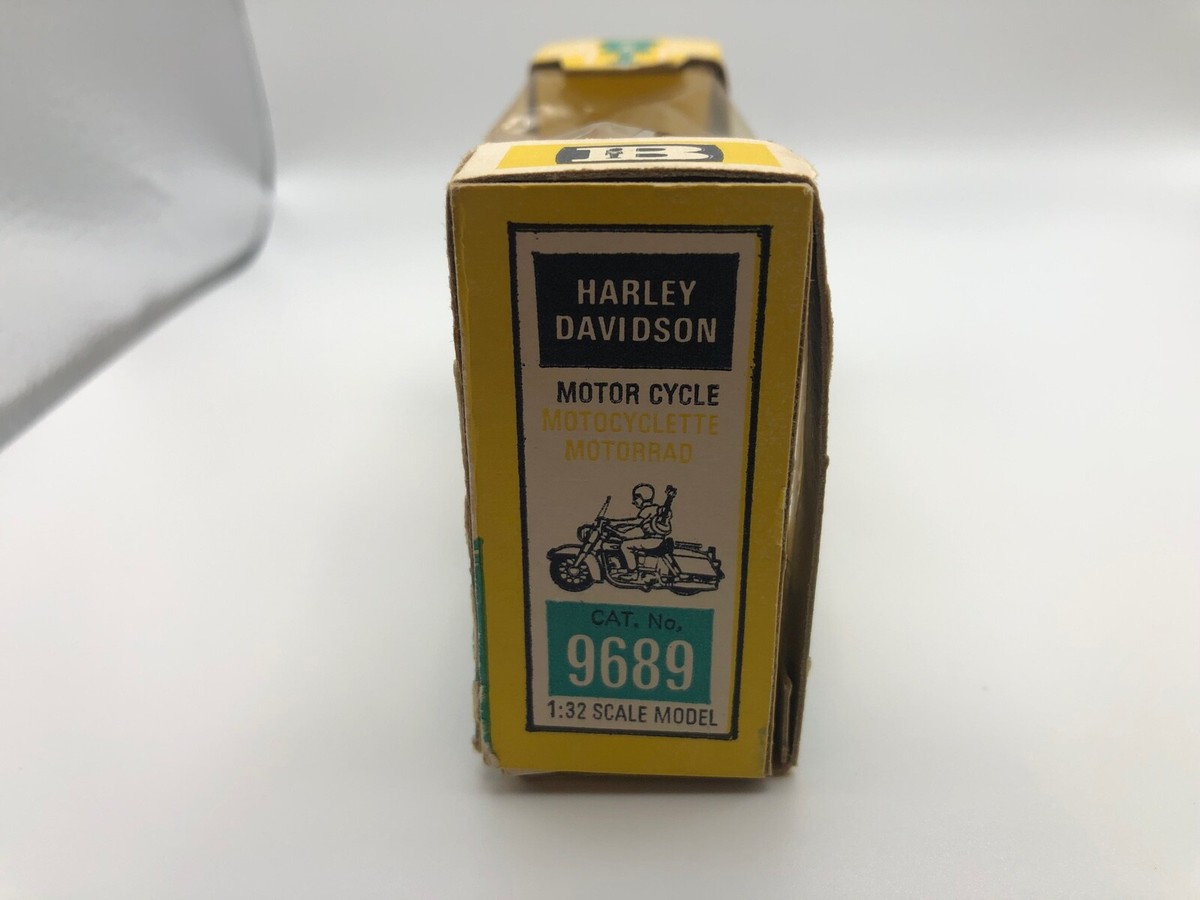 HARLEY
DAVIDSON
MOTOR CYCLE
MOTOCYCLETTE
MOTORRAD
CAT. No.
9689
1:32 SCALE MODEL